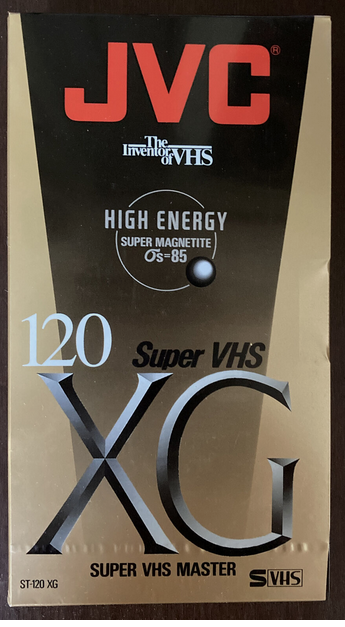 JVC®
The
Inventor
of VHS
HIGH ENERGY
SUPER MAGNETITE
σs=85
120 Super VHS
XG
SUPER VHS MASTER
ST-120 XG S VHS